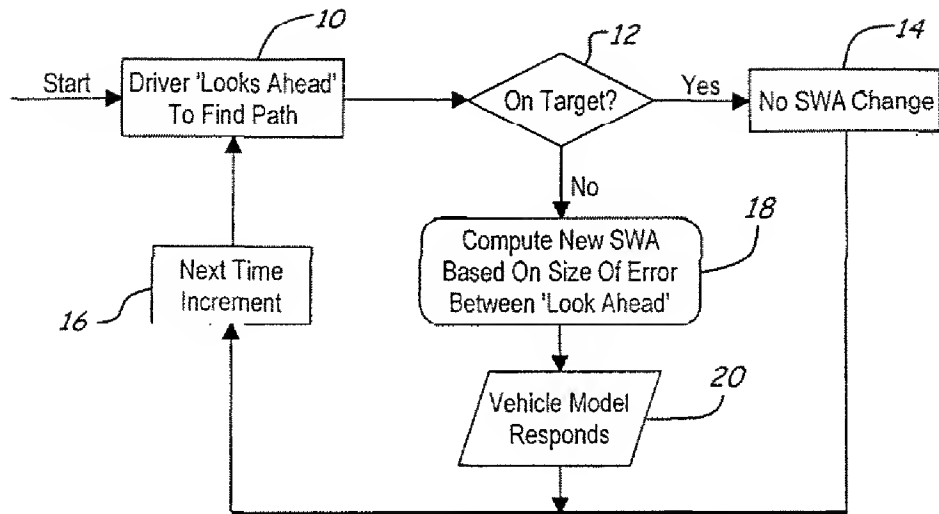 10
12
14
Start
Driver 'Looks Ahead'
To Find Path
On Target?
Yes
No SWA Change
No
Compute New SWA
Based On Size Of Error
Between 'Look Ahead'
18
Next Time
Increment
16
Vehicle Model
Responds
20